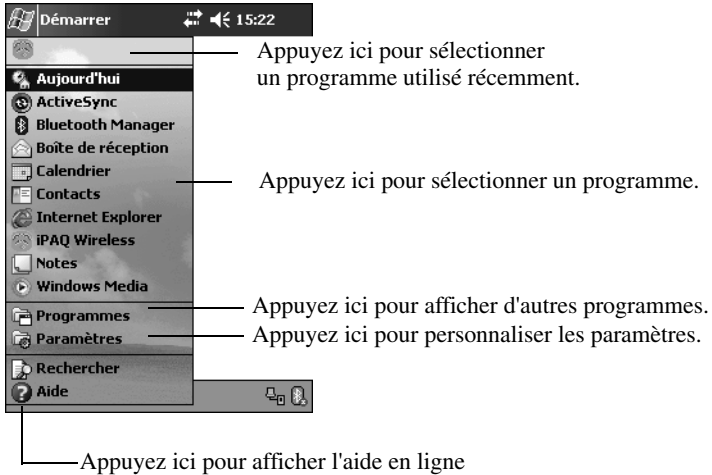 Démarrer 15:22
Appuyez ici pour sélectionner
un programme utilisé récemment.
Aujourd'hui
ActiveSync
Bluetooth Manager
Boîte de réception
Calendrier
Contacts
Internet Explorer
iPAQ Wireless
Notes
Windows Media
Appuyez ici pour sélectionner un programme.
Programmes
Paramètres
Appuyez ici pour afficher d'autres programmes.
Appuyez ici pour personnaliser les paramètres.
Rechercher
Aide
Appuyez ici pour afficher l'aide en ligne